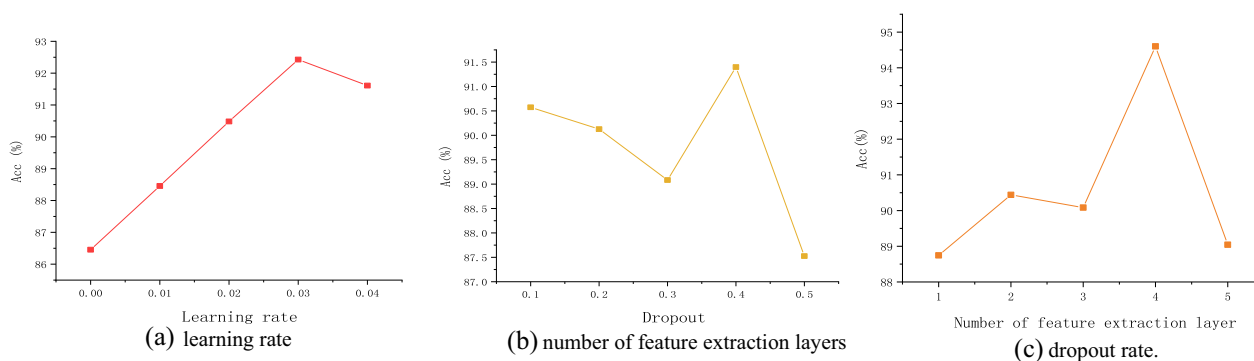 93
92
91
90
89
88
87
86
Acc (%)
0.00 0.01 0.02 0.03 0.04
Learning rate
(a) learning rate
91.5
91.0
90.5
90.0
89.5
89.0
88.5
88.0
87.5
87.0
Acc (%)
0.1 0.2 0.3 0.4 0.5
Dropout
(b) number of feature extraction layers
95
94
93
92
91
90
89
88
Acc(%)
1 2 3 4 5
Number of feature extraction layer
(c) dropout rate.